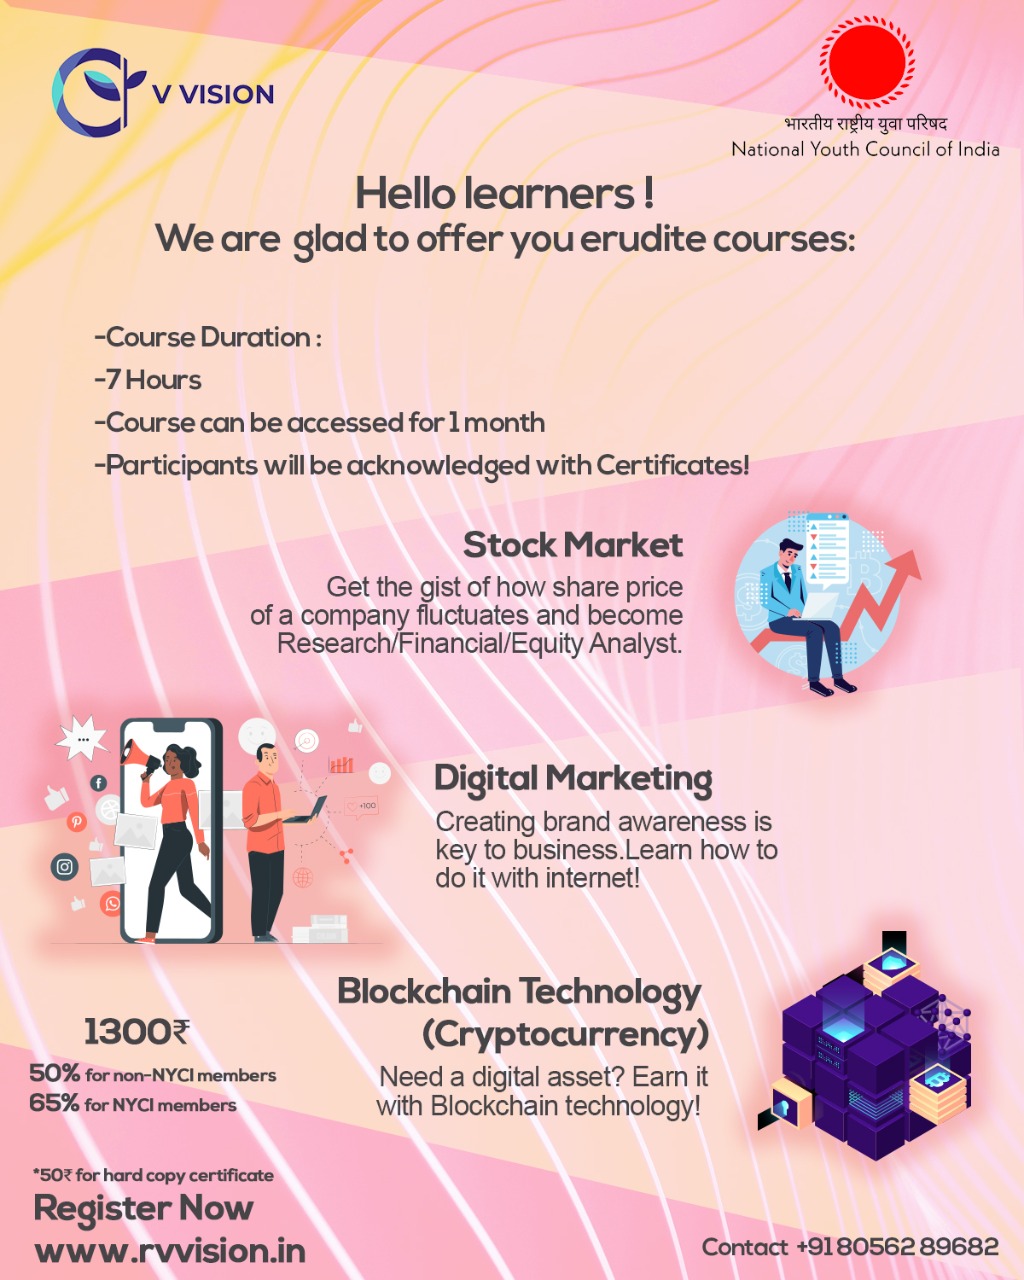 V VISION
भारतीय राष्ट्रीय युवा परिषद
National Youth Council of India
Hello learners !
We are glad to offer you erudite courses:
-Course Duration :
-7 Hours
-Course can be accessed for 1 month
-Participants will be acknowledged with Certificates!
Stock Market
Get the gist of how share price
of a company fluctuates and become
Research/Financial/Equity Analyst.
+100
Digital Marketing
Creating brand awareness is
key to business.Learn how to
do it with internet!
Blockchain Technology
(Cryptocurrency)
Need a digital asset? Earn it
with Blockchain technology!
1300₹
50% for non-NYCI members
65% for NYCI members
*50₹ for hard copy certificate
Register Now
www.rvvision.in
Contact +91 80562 89682